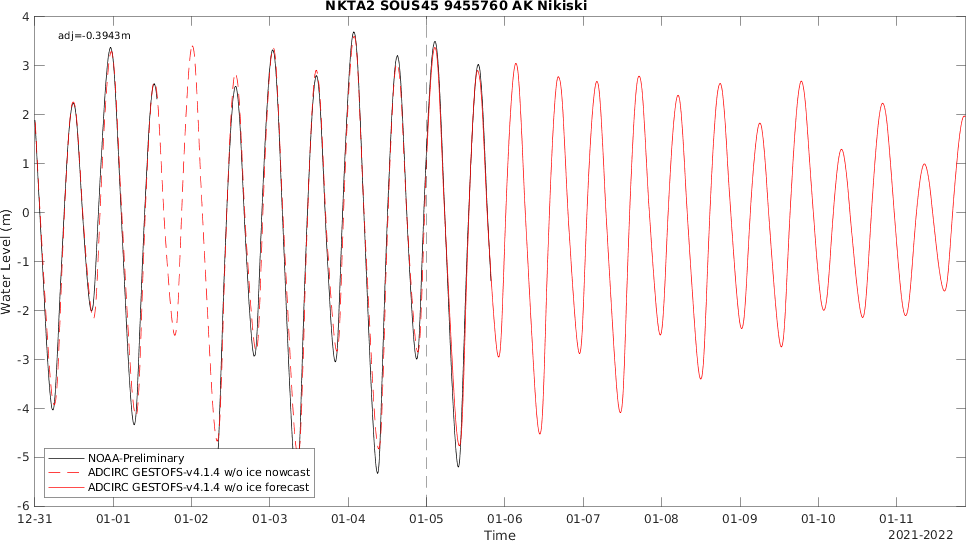 NKTA2 SOUS45 9455760 AK Nikiski
adj=-0.3943m
4
3
2
1
0
-1
-2
-3
-4
-5
-6
Water Level (m)
NOAA-Preliminary
ADCIRC GESTOFS-v4.1.4 w/o ice nowcast
ADCIRC GESTOFS-v4.1.4 w/o ice forecast
12-31 01-01 01-02 01-03 01-04 01-05 01-06 01-07 01-08 01-09 01-10 01-11
Time
2021-2022